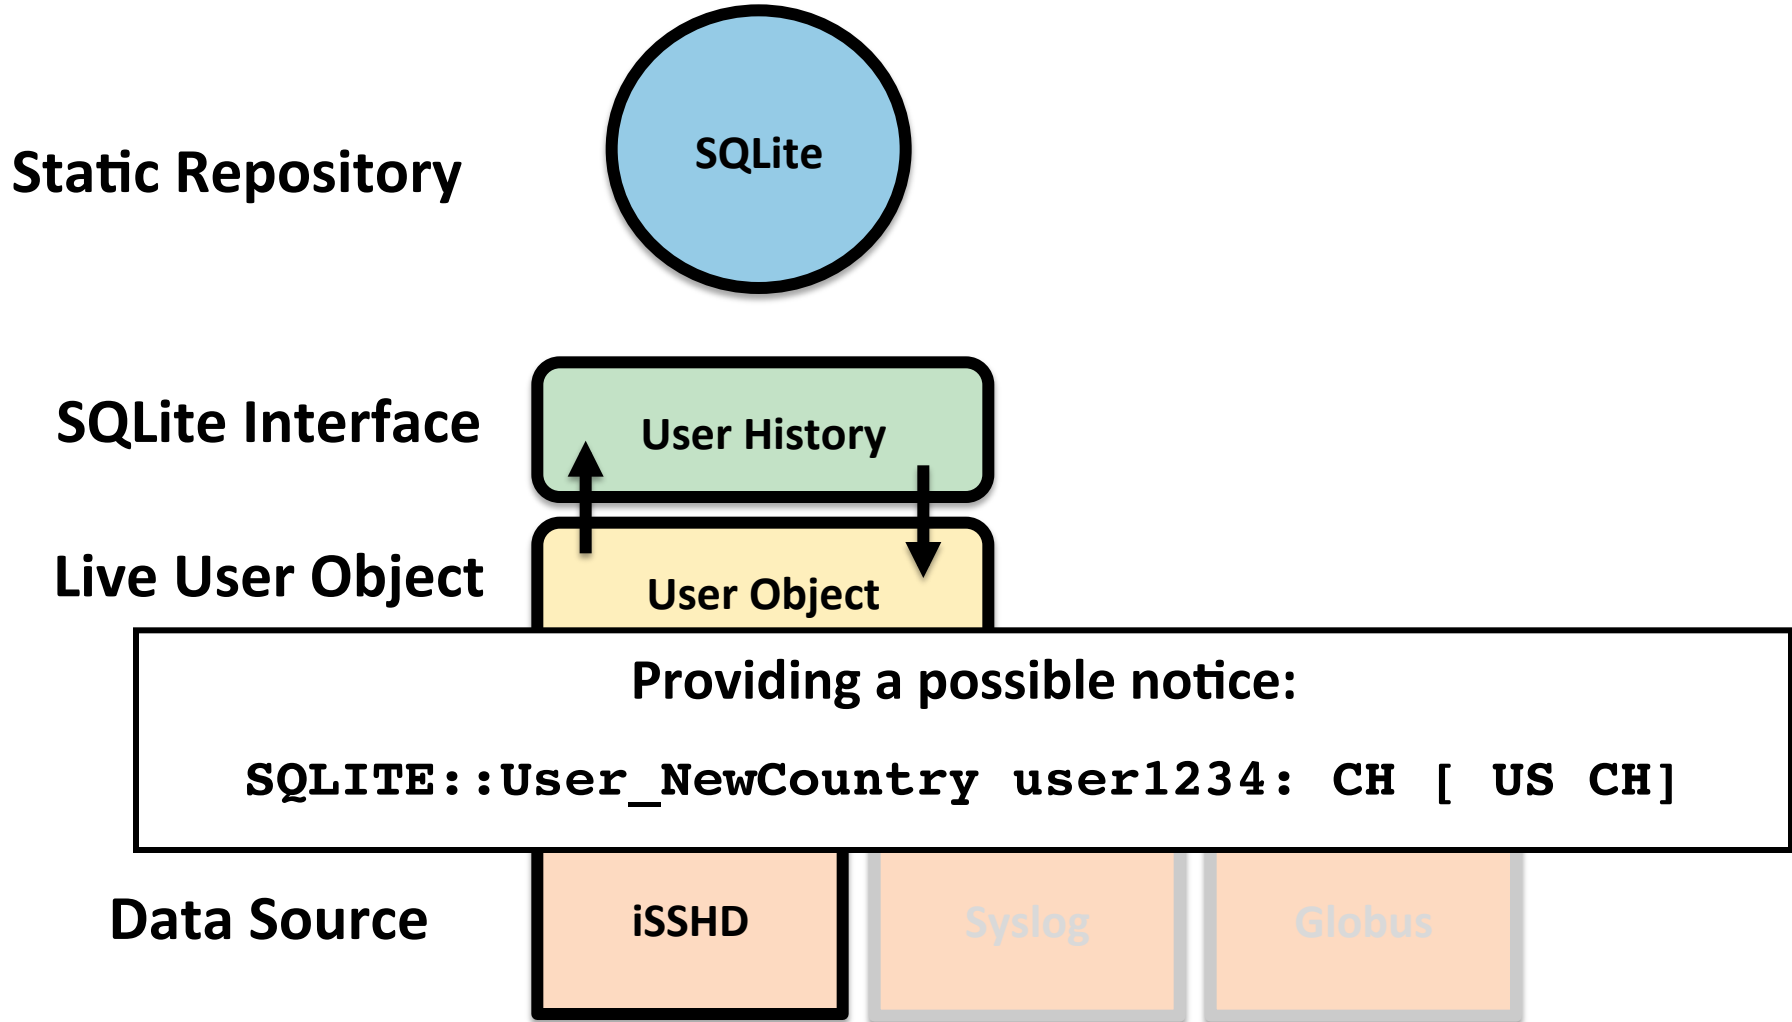 SQLite
Static Repository
SQLite Interface
User History
Live User Object
User Object
Providing a possible notice:
SQLITE::User_NewCountry user1234: CH [ US CH]
Data Source
iSSHD
Syslog
Globus